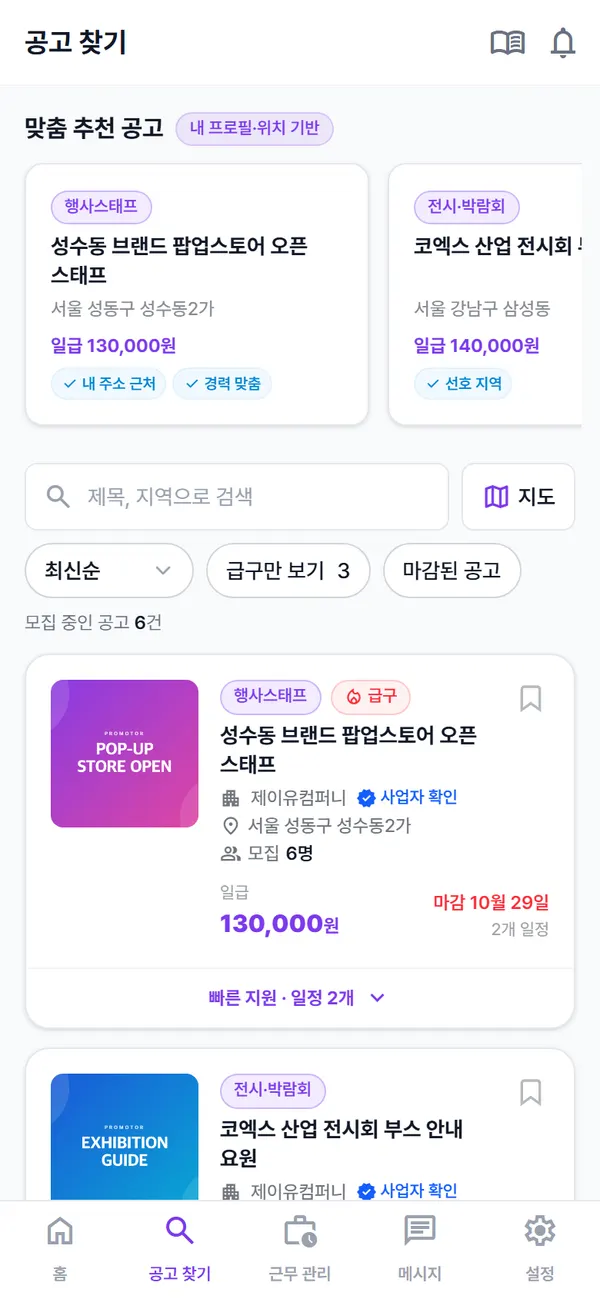 공고 찾기
맞춤 추천 공고
내 프로필·위치 기반
행사스태프
성수동 브랜드 팝업스토어 오픈
스태프
서울 성동구 성수동2가
일급 130,000원
내 주소 근처
경력 맞춤
전시·박람회
코엑스 산업 전시회
서울 강남구 삼성동
일급 140,000원
선호 지역
제목, 지역으로 검색
지도
최신순
급구만 보기 3
마감된 공고
모집 중인 공고 6건
PROMOTOR
POP-UP
STORE OPEN
행사스태프
급구
성수동 브랜드 팝업스토어 오픈
스태프
제이유컴퍼니
사업자 확인
서울 성동구 성수동2가
모집 6명
일급
130,000원
마감 10월 29일
2개 일정
빠른 지원 · 일정 2개
PROMOTOR
EXHIBITION
GUIDE
전시·박람회
코엑스 산업 전시회 부스 안내
요원
제이유컴퍼니
사업자 확인
홈
공고 찾기
근무 관리
메시지
설정